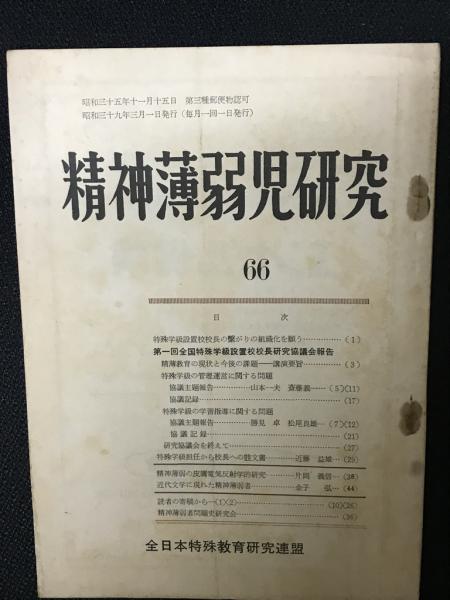 昭和三十五年十一月十五日 第三種郵便物認可
昭和三十九年三月一日発行(毎月一回一日発行)
精神薄弱児研究
66
目 次
特殊学級設置校校長の繫がりの組織化を願う…………(1)
第一回全国特殊学級設置校校長研究協議会報告
精薄教育の現状と今後の課題―講演要旨…………(3)
特殊学級の管理運営に関する問題
協議主題報告…………山本一夫 斎藤義……(5)(11)
協議記録…………(17)
特殊学級の学習指導に関する問題
協議主題報告…………勝見 卓 松尾良雄…(7)(12)
協議記録…………(21)
研究協議会を終えて…………(27)
特殊学級担任から校長への註文書…………近藤 益雄…(25)
精神薄弱の皮膚電気反射学的研究…………片岡 義信…(38)
近代文学に現れた精神薄弱者…………金子 弘…(44)
読者の寄稿から―(1)(2)…………(10)(26)
精神薄弱者問題史研究会…………(36)
全日本特殊教育研究連盟